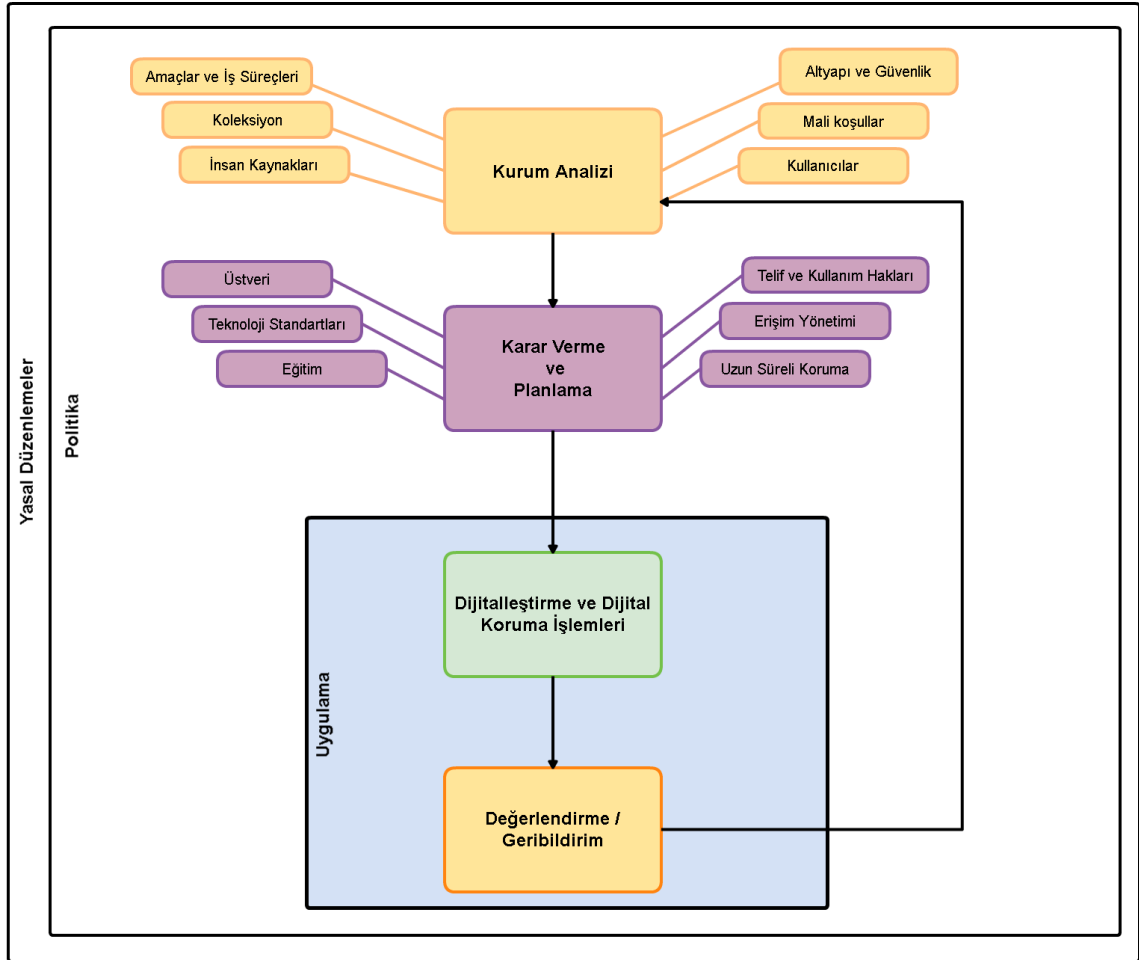 Yasal Düzenlemeler
Politika
Amaçlar ve İş Süreçleri
Koleksiyon
İnsan Kaynakları
Kurum Analizi
Altyapı ve Güvenlik
Mali koşullar
Kullanıcılar
Üstveri
Teknoloji Standartları
Eğitim
Karar Verme
ve
Planlama
Telif ve Kullanım Hakları
Erişim Yönetimi
Uzun Süreli Koruma
Uygulama
Dijitalleştirme ve Dijital
Koruma İşlemleri
Değerlendirme /
Geribildirim